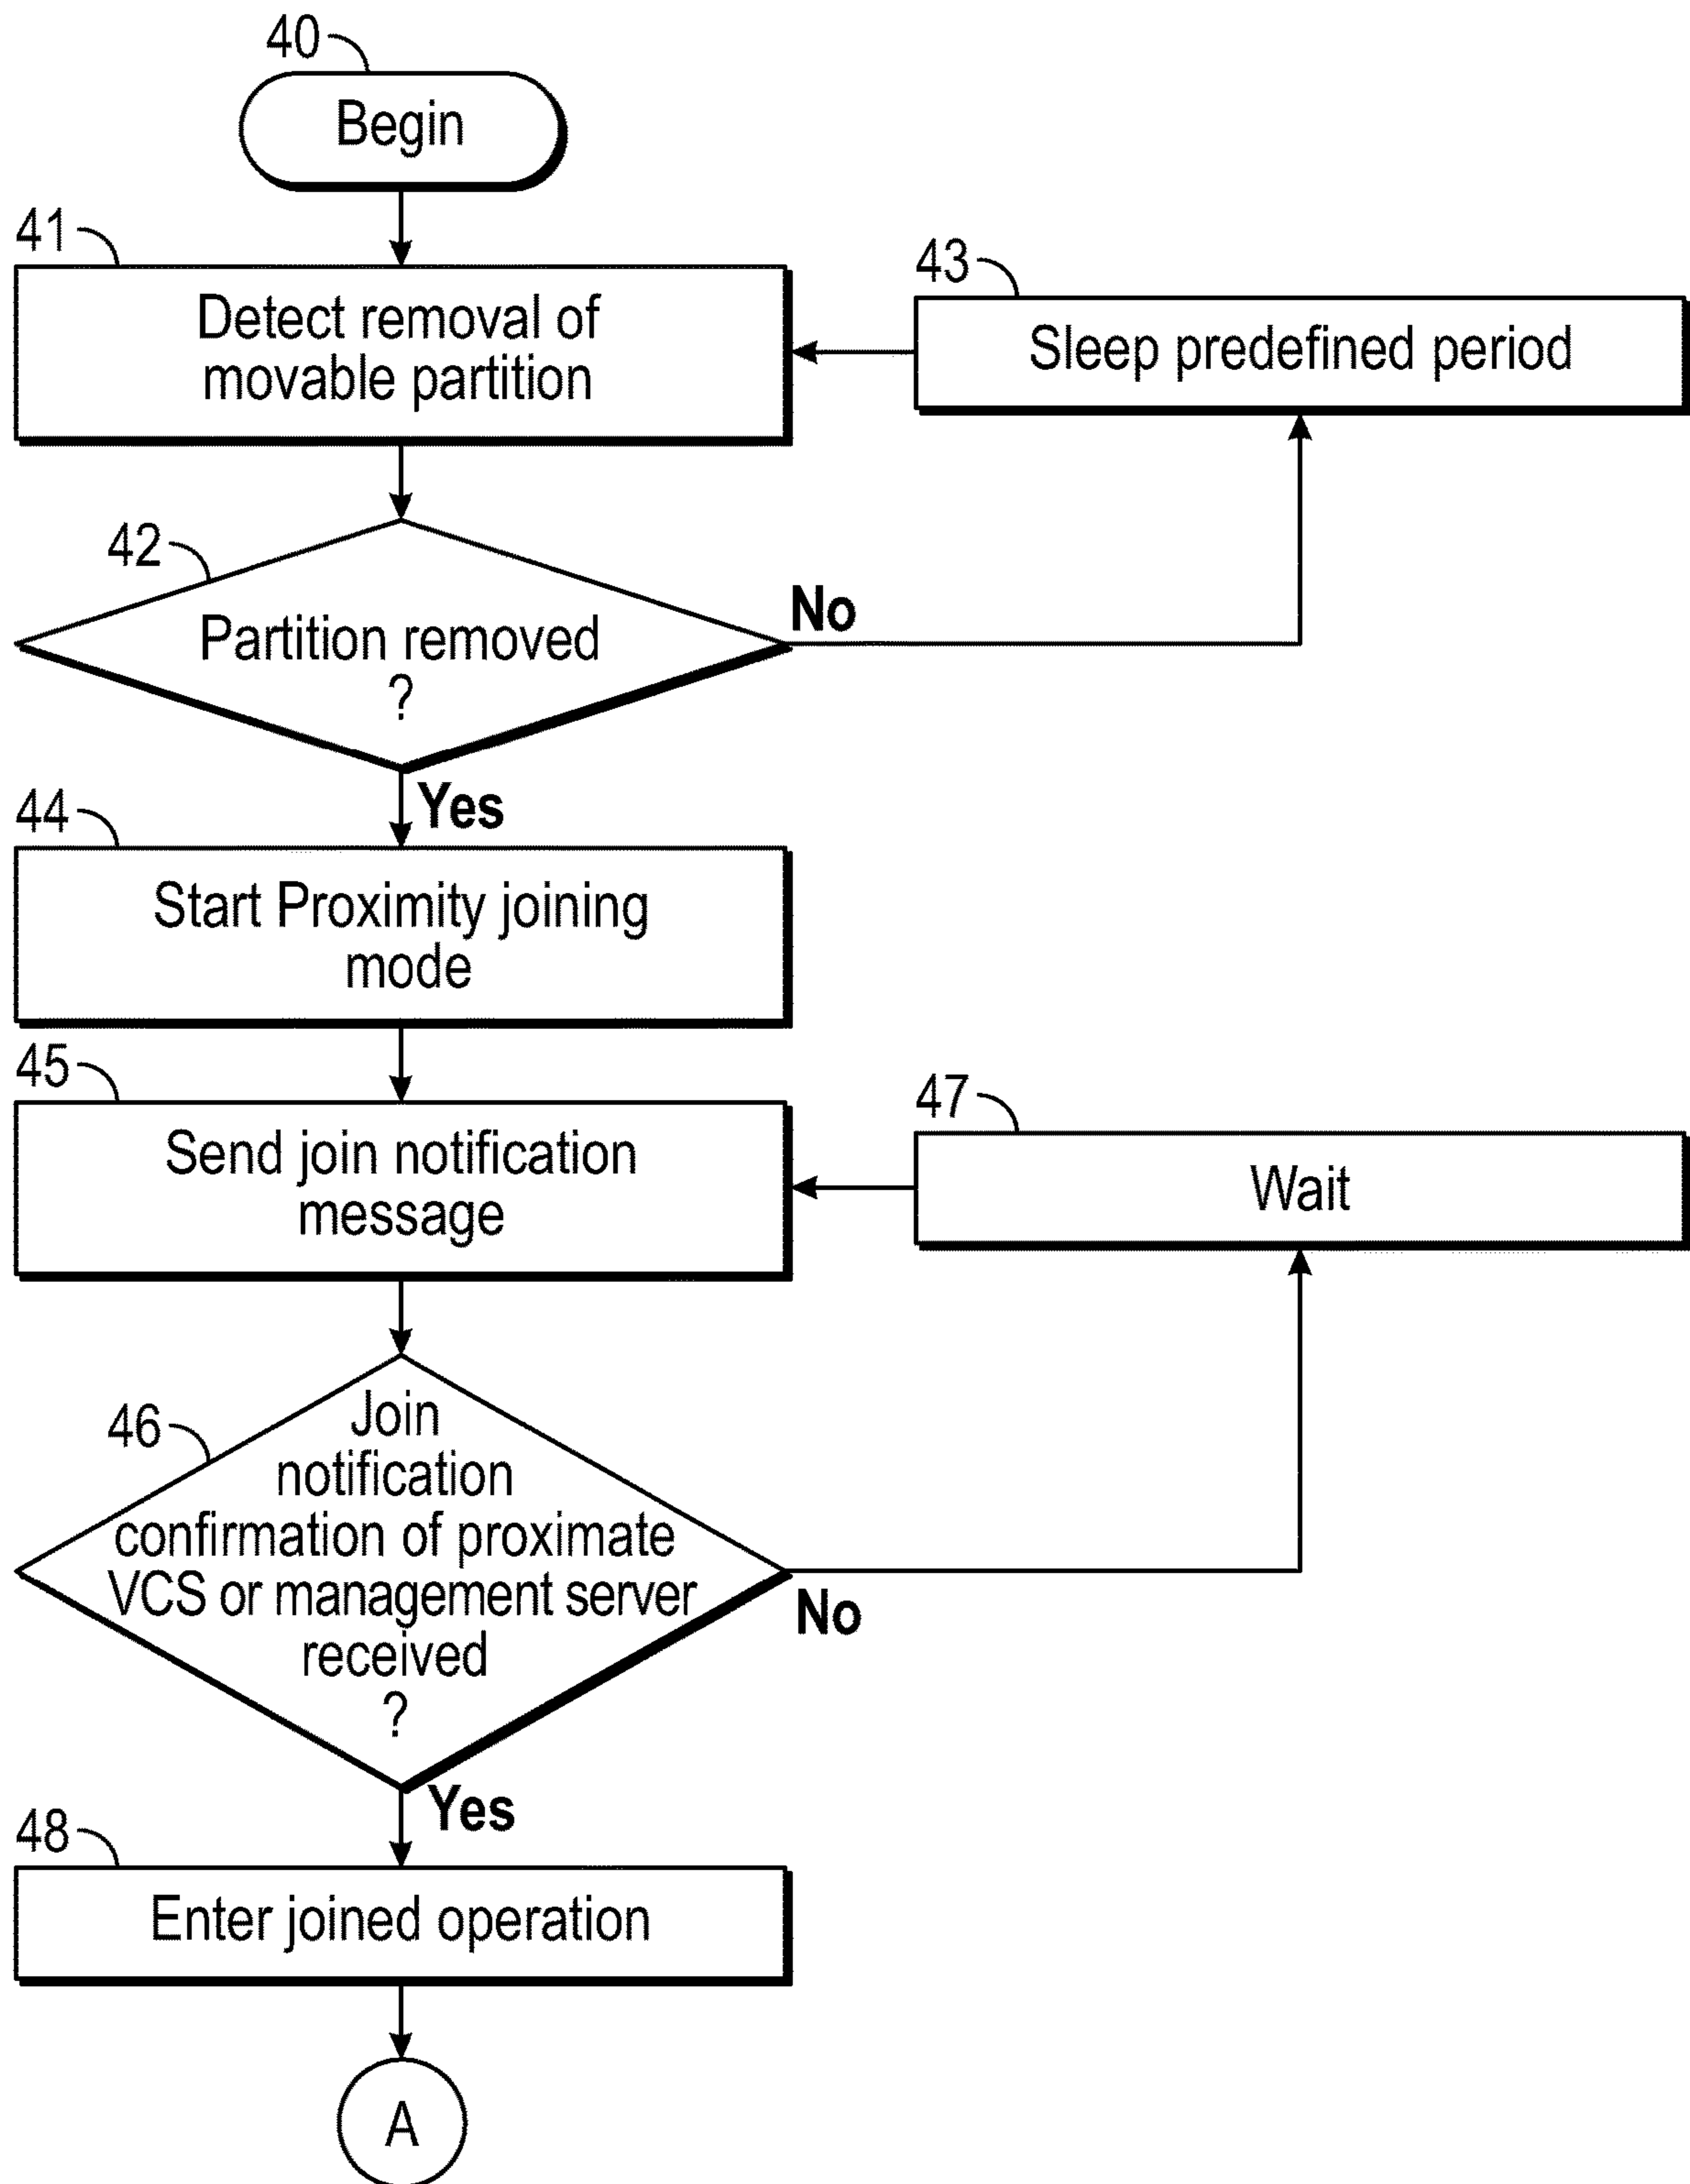 40
Begin
41
Detect removal of
movable partition
43
Sleep predefined period
42
Partition removed
?
No
Yes
44
Start Proximity joining
mode
45
Send join notification
message
47
Wait
46
Join
notification
confirmation of proximate
VCS or management server
received
?
No
Yes
48
Enter joined operation
A